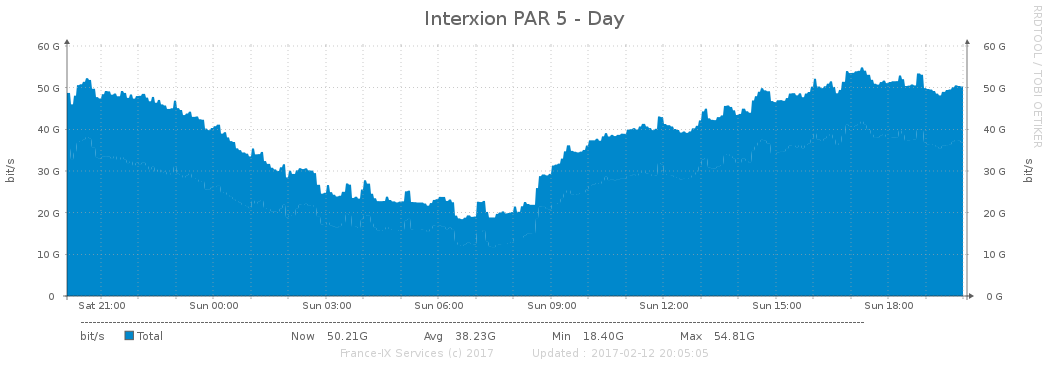 Interxion PAR 5 - Day
RRDTOOL / TOBI OETIKER
bit/s
60 G
50 G
40 G
30 G
20 G
10 G
0
60 G
50 G
40 G
30 G
20 G
10 G
0 G
bit/s
Sat 21:00 Sun 00:00 Sun 03:00 Sun 06:00 Sun 09:00 Sun 12:00 Sun 15:00 Sun 18:00
bit/s Total Now 50.21G Avg 38.23G Min 18.40G Max 54.81G
France-IX Services (c) 2017 Updated : 2017-02-12 20:05:05